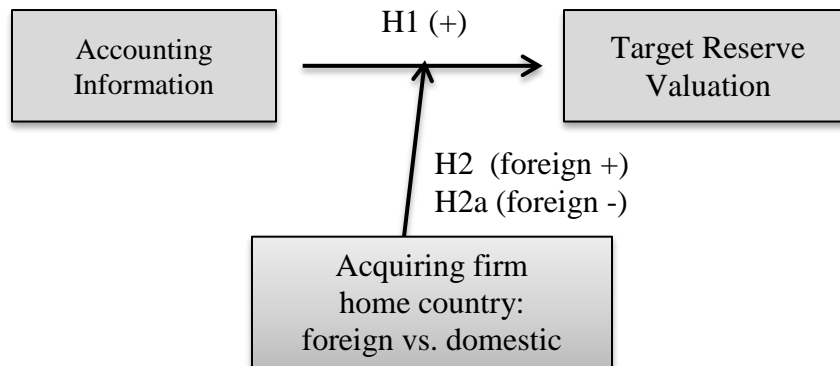 H1 (+)
Accounting
Information
Target Reserve
Valuation
H2 (foreign +)
H2a (foreign -)
Acquiring firm
home country:
foreign vs. domestic